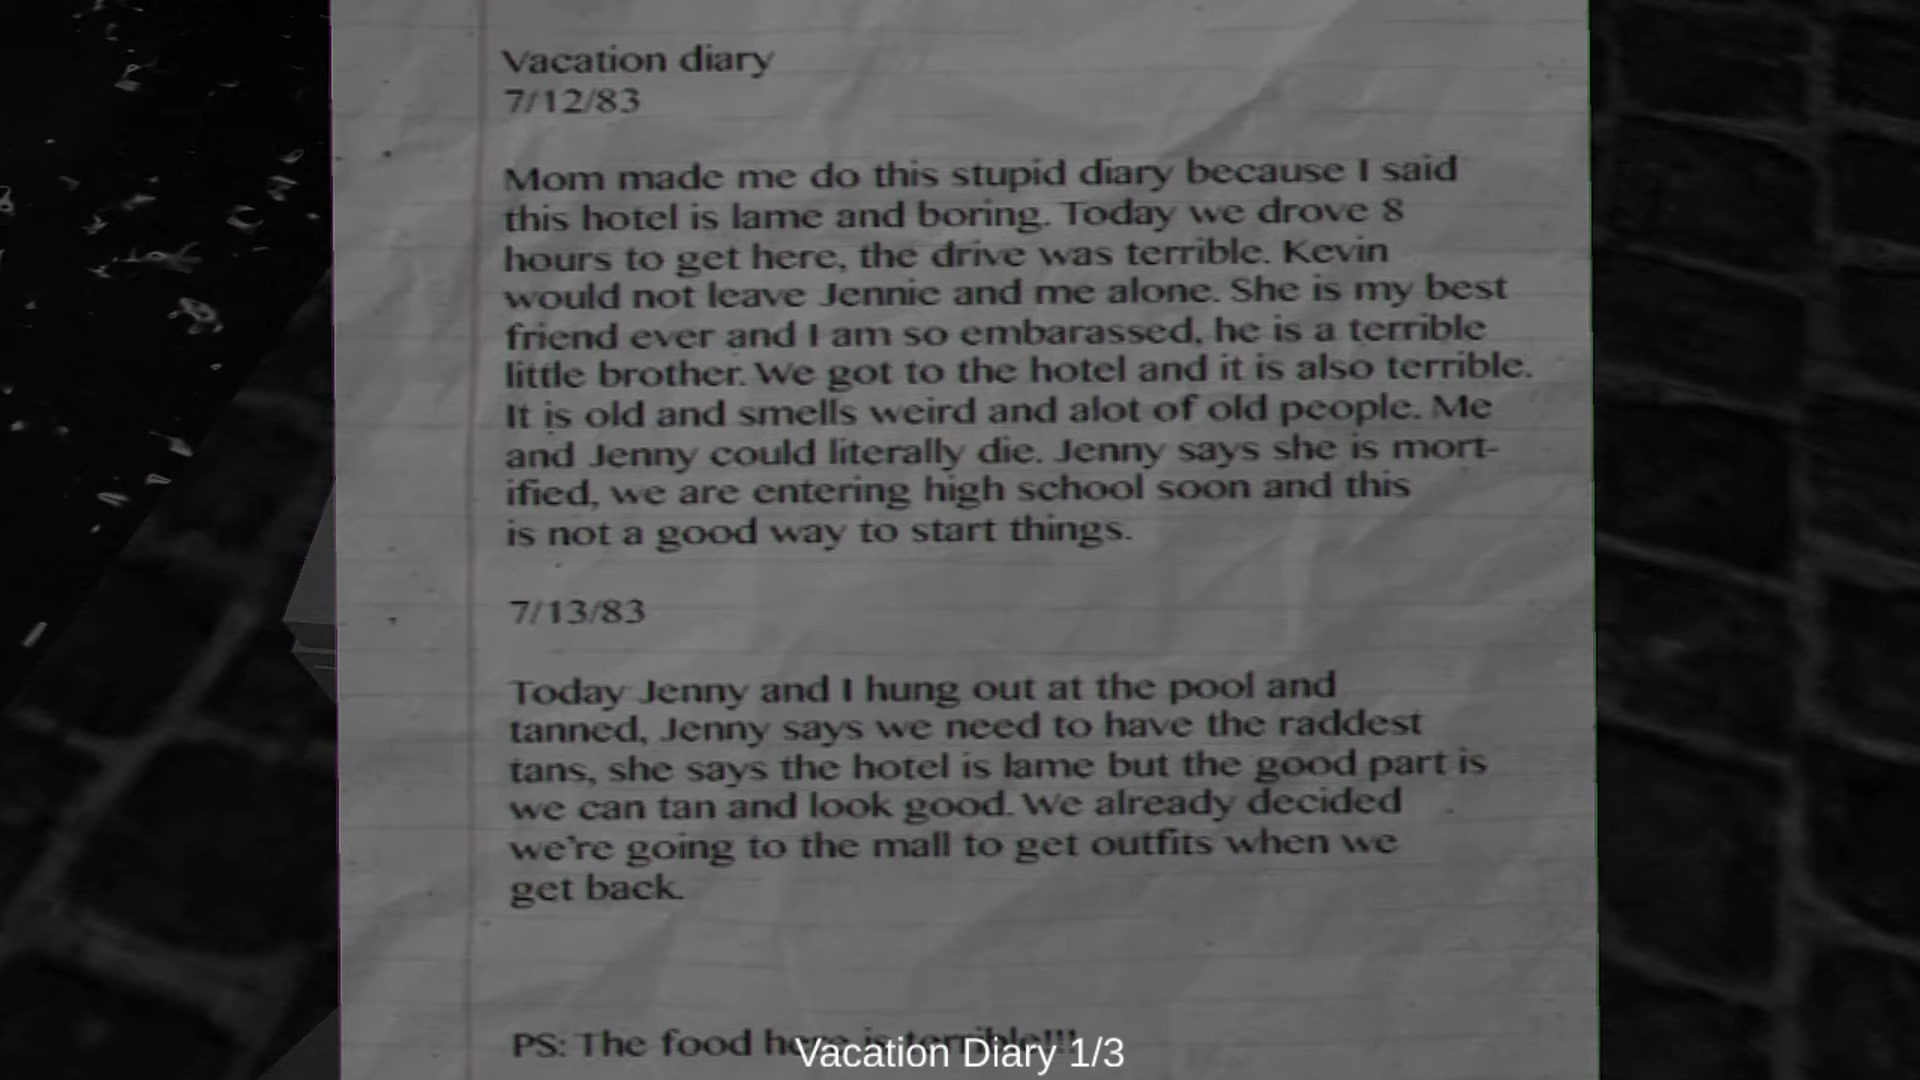 Vacation diary
7/12/83
Mom made me do this stupid diary because I said
this hotel is lame and boring. Today we drove 8
hours to get here, the drive was terrible. Kevin
would not leave Jennie and me alone. She is my best
friend ever and I am so embarassed, he is a terrible
little brother. We got to the hotel and it is also terrible.
It is old and smells weird and alot of old people. Me
and Jenny could literally die. Jenny says she is mort-
ified, we are entering high school soon and this
is not a good way to start things.
7/13/83
Today Jenny and I hung out at the pool and
tanned, Jenny says we need to have the raddest
tans, she says the hotel is lame but the good part is
we can tan and look good. We already decided
we're going to the mall to get outfits when we
get back.
PS: The food here is terrible!!!
Vacation Diary 1/3